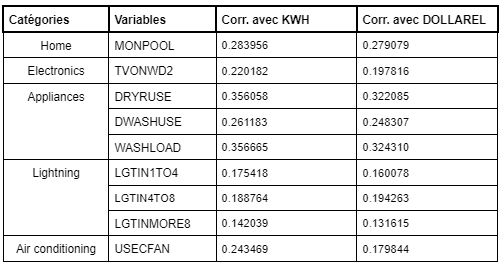 Catégories Variables Corr. avec KWH Corr. avec DOLLAREL
Home MONPOOL 0.283956 0.279079
Electronics TVONWD2 0.220182 0.197816
Appliances DRYRUSE 0.356058 0.322085
DWASHUSE 0.261183 0.248307
WASHLOAD 0.356665 0.324310
Lightning LGTIN1TO4 0.175418 0.160078
LGTIN4TO8 0.188764 0.194263
LGTINMORE8 0.142039 0.131615
Air conditioning USECFAN 0.243469 0.179844